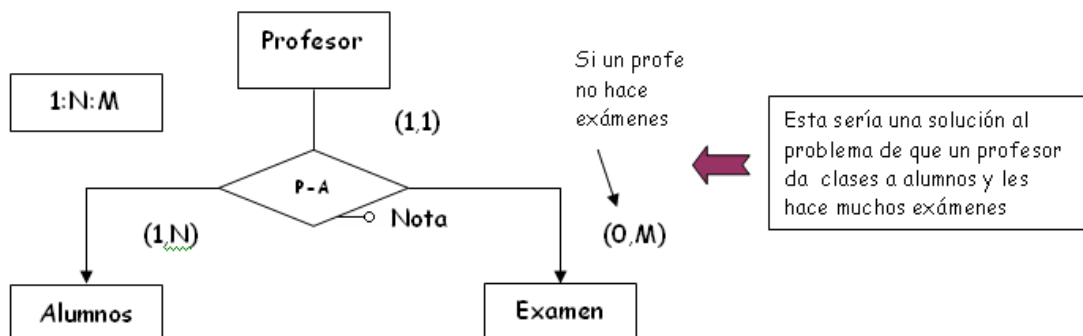 Profesor
1:N:M
(1,1)
P-A
Nota
(1,N)
Alumnos
Examen
Si un profe
no hace
exámenes
(0,M)
Esta sería una solución al
problema de que un profesor
da clases a alumnos y les
hace muchos exámenes